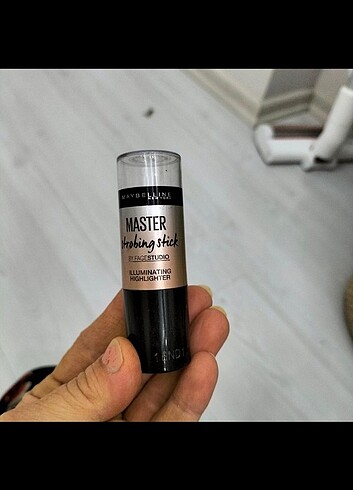 MAYBELLINE
NEW YORK
MASTER
strobing stick
BY FACESTUDIO
ILLUMINATING
HIGHLIGHTER